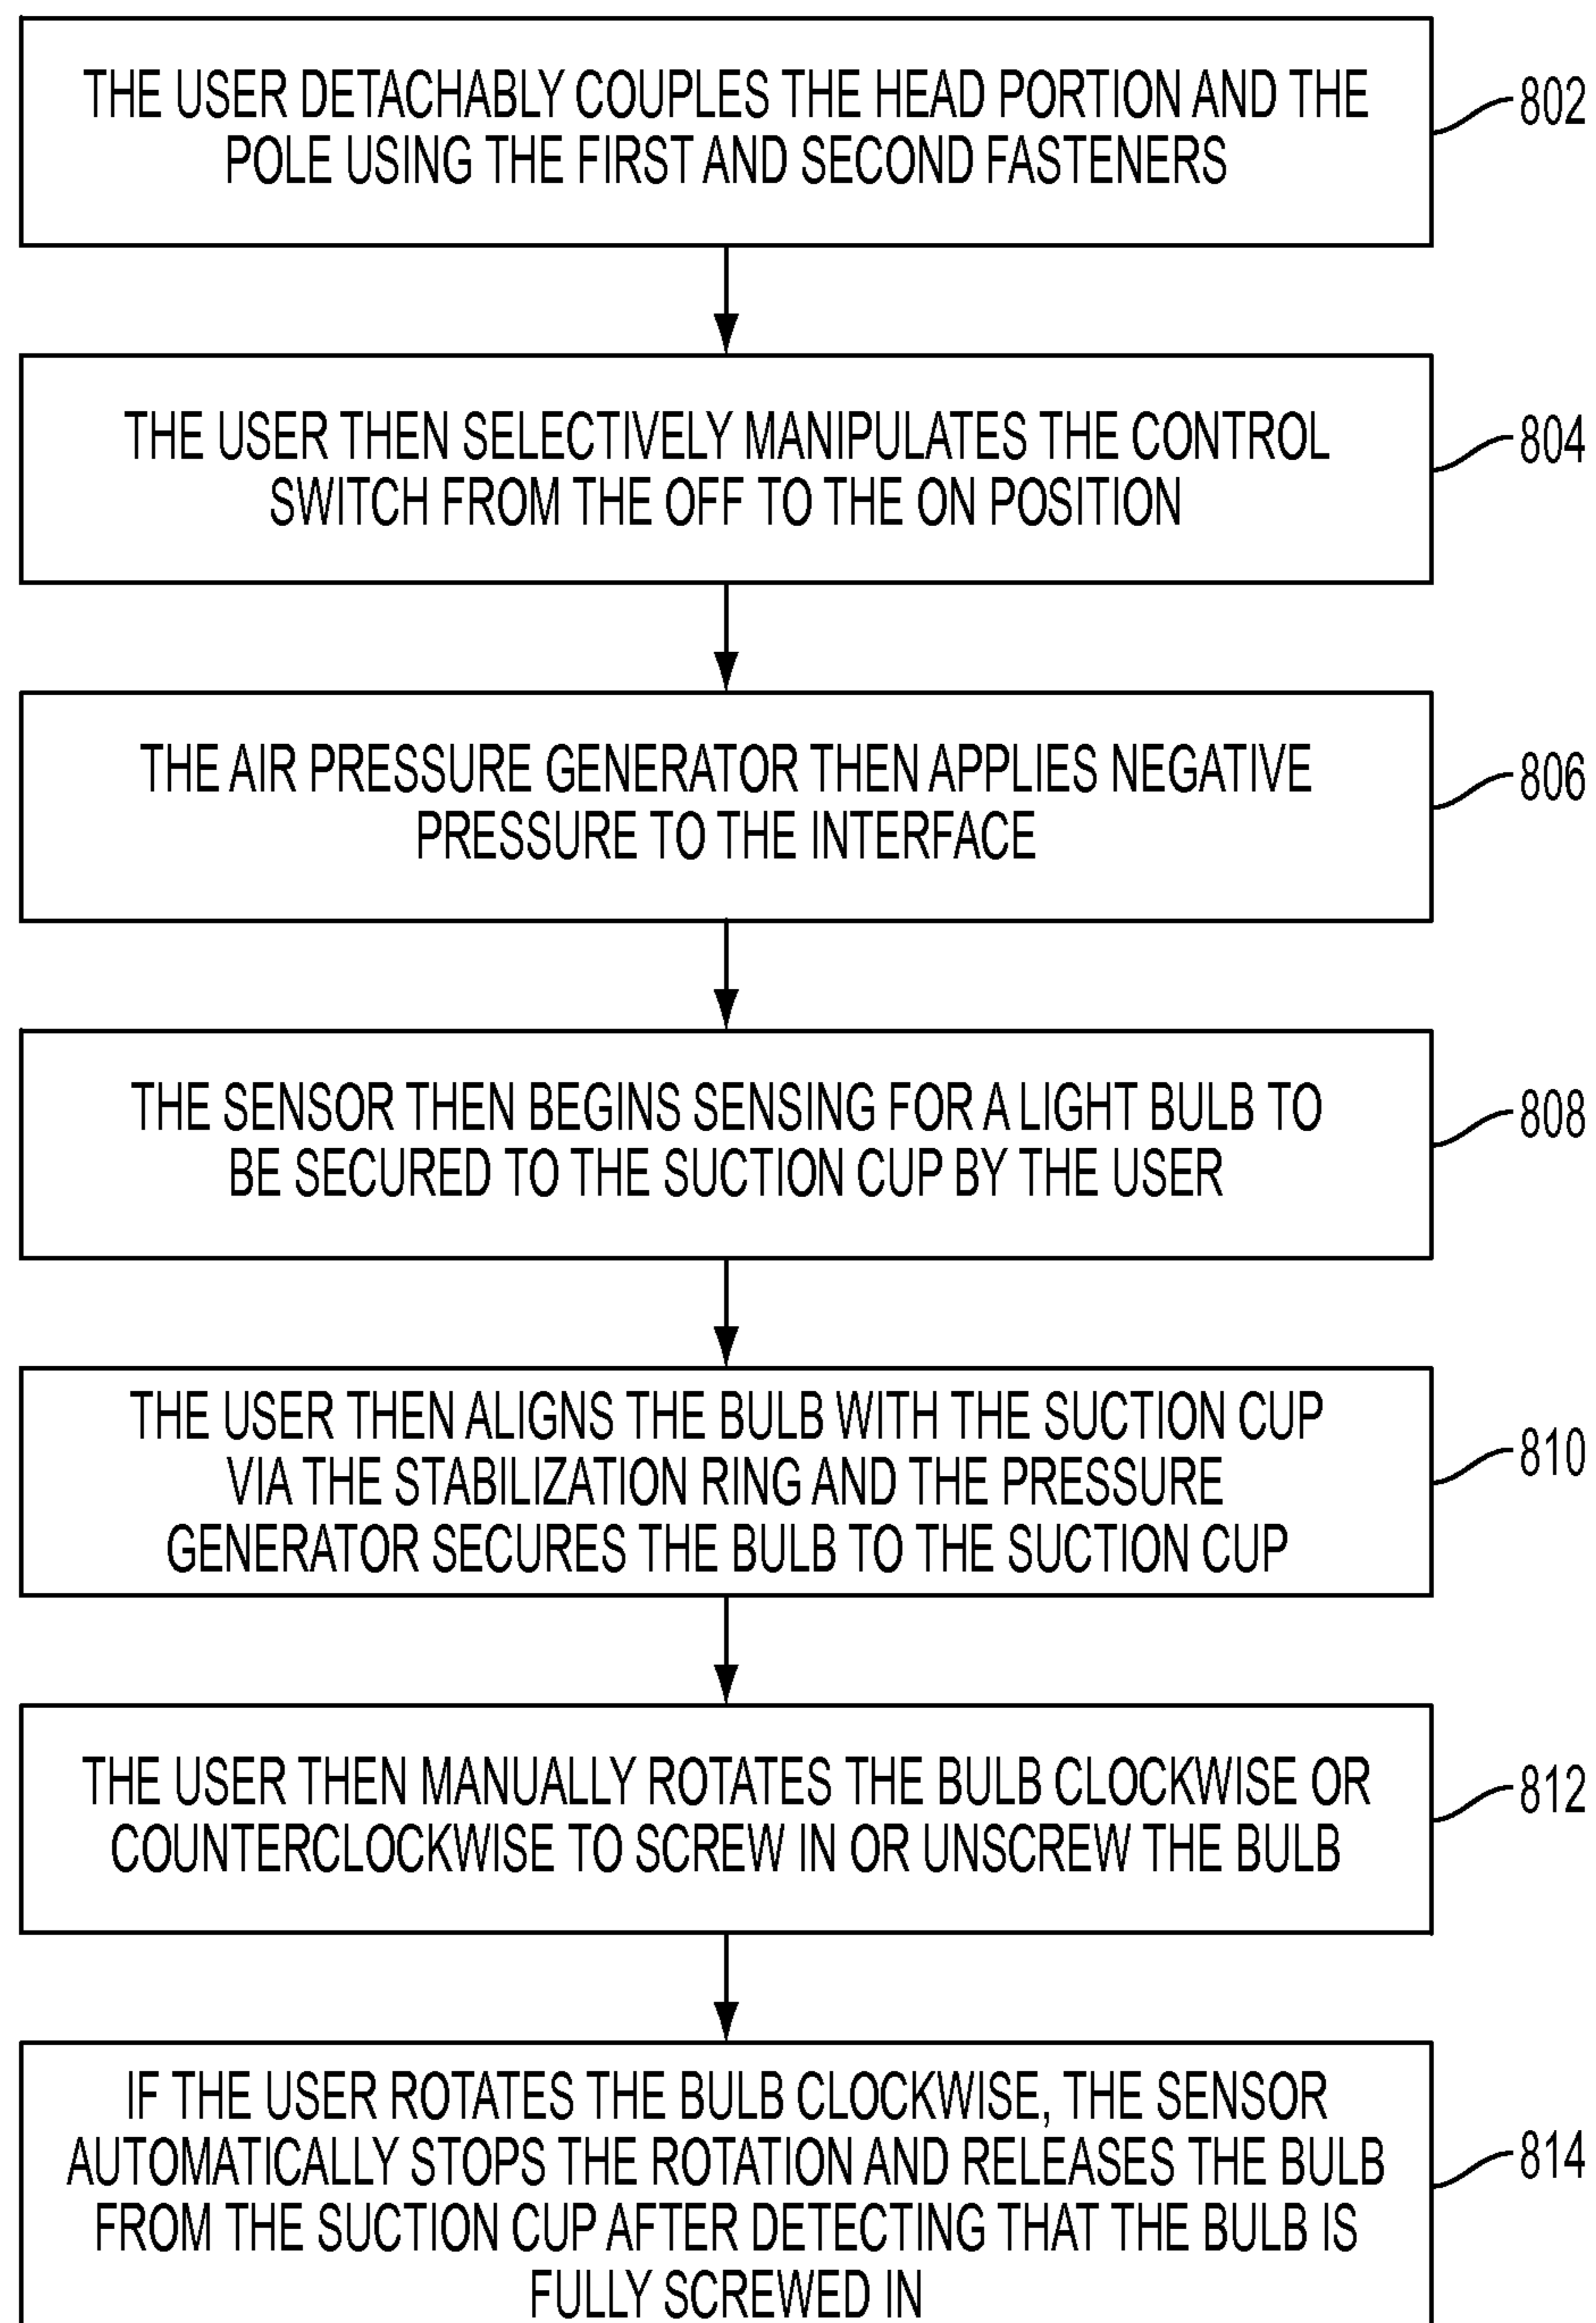 THE USER DETACHABLY COUPLES THE HEAD PORTION AND THE
POLE USING THE FIRST AND SECOND FASTENERS
802
THE USER THEN SELECTIVELY MANIPULATES THE CONTROL
SWITCH FROM THE OFF TO THE ON POSITION
804
THE AIR PRESSURE GENERATOR THEN APPLIES NEGATIVE
PRESSURE TO THE INTERFACE
806
THE SENSOR THEN BEGINS SENSING FOR A LIGHT BULB TO
BE SECURED TO THE SUCTION CUP BY THE USER
808
THE USER THEN ALIGNS THE BULB WITH THE SUCTION CUP
VIA THE STABILIZATION RING AND THE PRESSURE
GENERATOR SECURES THE BULB TO THE SUCTION CUP
810
THE USER THEN MANUALLY ROTATES THE BULB CLOCKWISE OR
COUNTERCLOCKWISE TO SCREW IN OR UNSCREW THE BULB
812
IF THE USER ROTATES THE BULB CLOCKWISE, THE SENSOR
AUTOMATICALLY STOPS THE ROTATION AND RELEASES THE BULB
FROM THE SUCTION CUP AFTER DETECTING THAT THE BULB IS
FULLY SCREWED IN
814